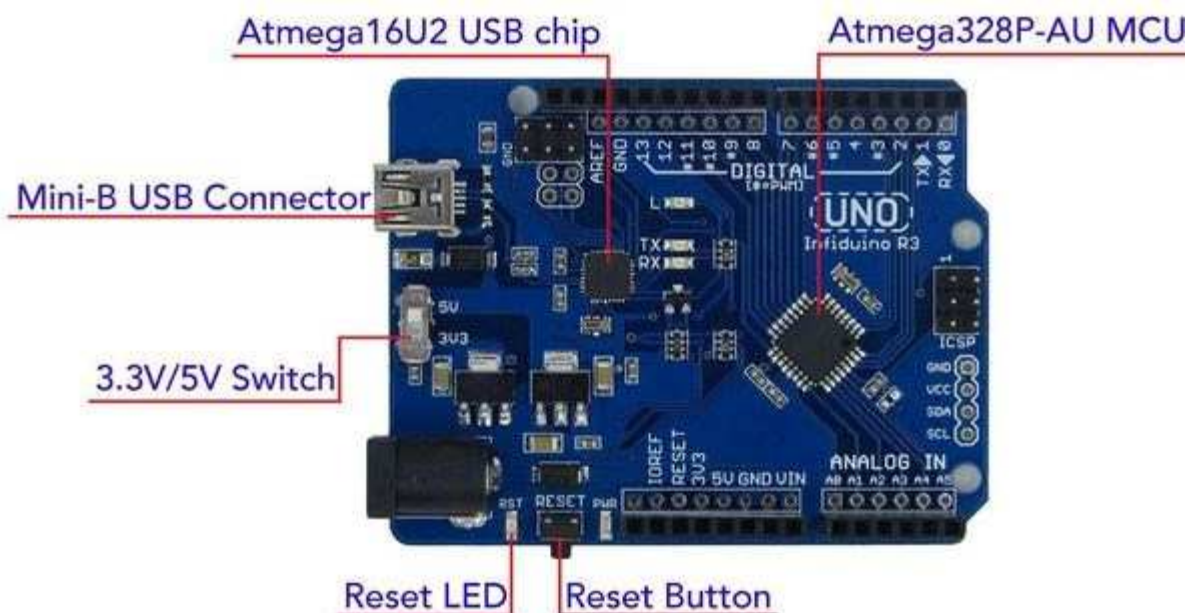 Atmega16U2 USB chip
Atmega328P-AU MCU
GND
AREF
GND
13
12
*11
*10
*9
8
7
*6
*5
4
*3
2
TX▶1
RX◀0
DIGITAL
[*=PWM]
Mini-B USB Connector
L
UNO
TX
RX
Infiduino R3
1
5V
3V3
ICSP
3.3V/5V Switch
GND
VCC
SDA
SCL
IOREF
RESET
3V3
5V GND VIN
ANALOG IN
A0 A1 A2 A3 A4 A5
RST
RESET
PWR
Reset LED
Reset Button